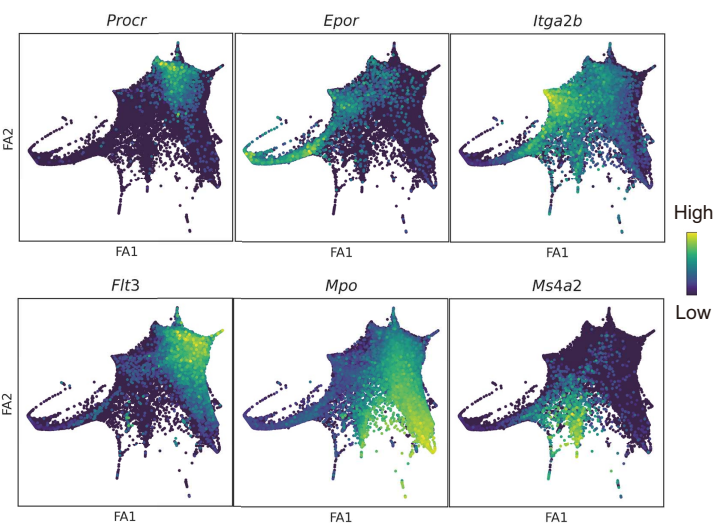 Procr Epor Itga2b
FA2
FA1 FA1 FA1
High
Low
Flt3 Mpo Ms4a2
FA2
FA1 FA1 FA1